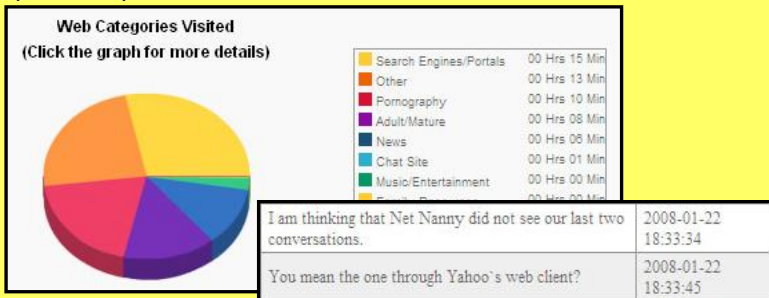 Web Categories Visited
(Click the graph for more details)
Search Engines/Portals 00 Hrs 15 Min
Other 00 Hrs 13 Min
Pornography 00 Hrs 10 Min
Adult/Mature 00 Hrs 08 Min
News 00 Hrs 06 Min
Chat Site 00 Hrs 01 Min
Music/Entertainment 00 Hrs 00 Min
I am thinking that Net Nanny did not see our last two
conversations.
2008-01-22
18:33:34
You mean the one through Yahoo`s web client?
2008-01-22
18:33:45